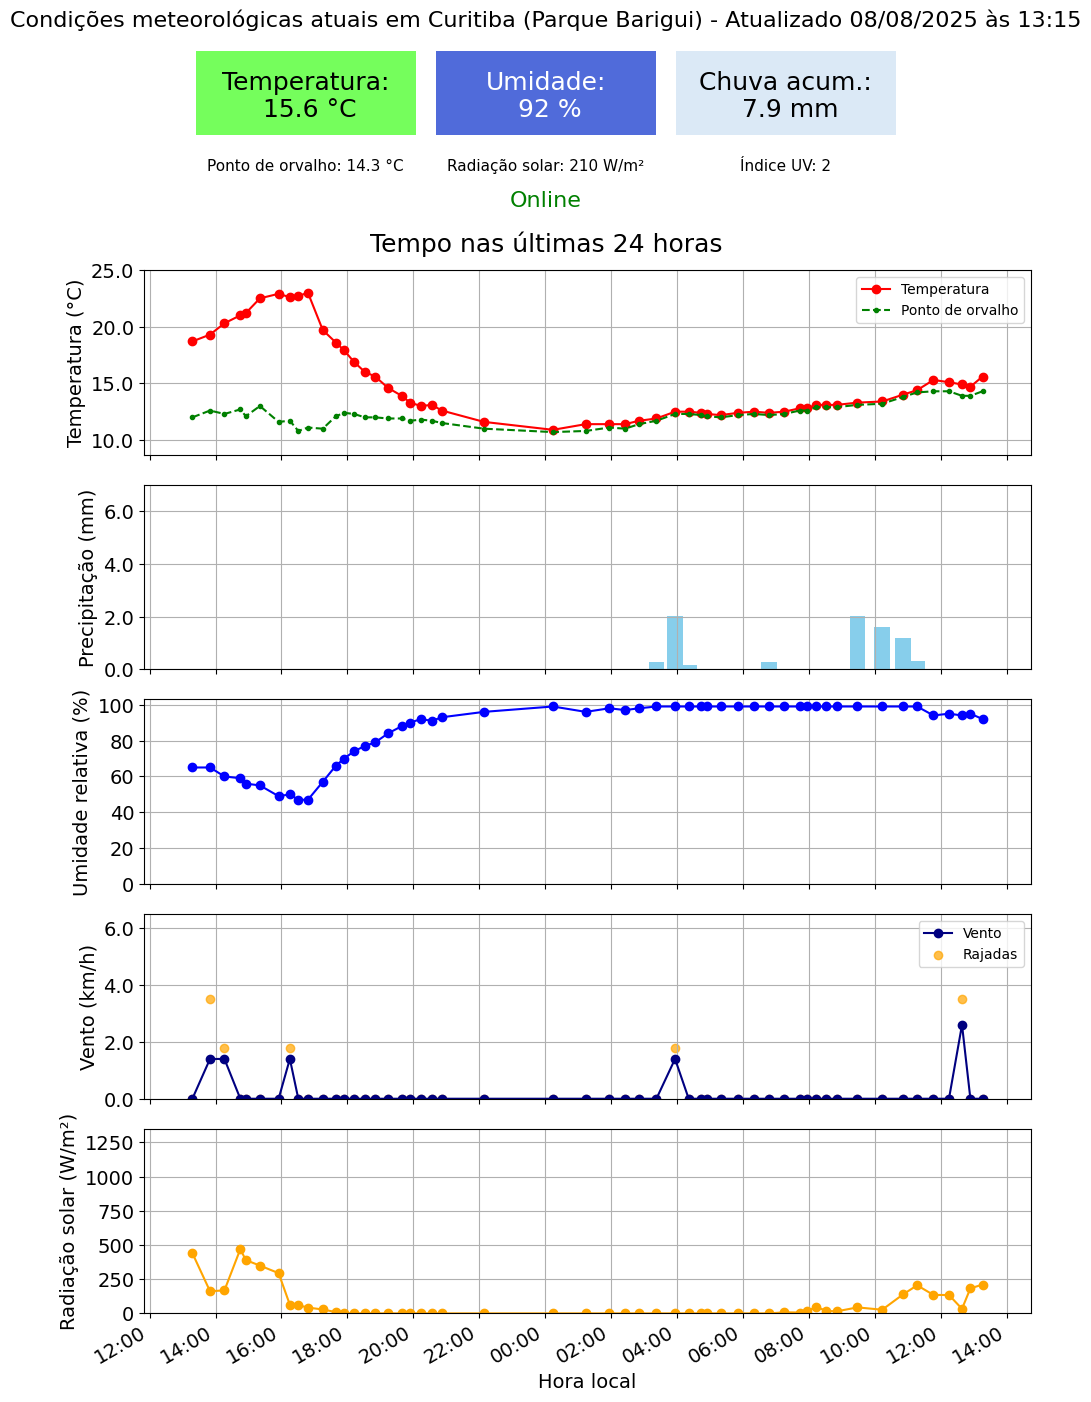 Condições meteorológicas atuais em Curitiba (Parque Barigui) - Atualizado 08/08/2025 às 13:15
Temperatura:
15.6 °C
Umidade:
92 %
Chuva acum.:
7.9 mm
Ponto de orvalho: 14.3 °C
Radiação solar: 210 W/m²
Índice UV: 2
Online
Tempo nas últimas 24 horas
Temperatura (°C)
25.0
20.0
15.0
10.0
Temperatura
Ponto de orvalho
Precipitação (mm)
6.0
4.0
2.0
0.0
Umidade relativa (%)
100
80
60
40
20
0
Vento (km/h)
6.0
4.0
2.0
0.0
Vento
Rajadas
Radiação solar (W/m²)
1250
1000
750
500
250
0
12:00
14:00
16:00
18:00
20:00
22:00
00:00
02:00
04:00
06:00
08:00
10:00
12:00
14:00
Hora local